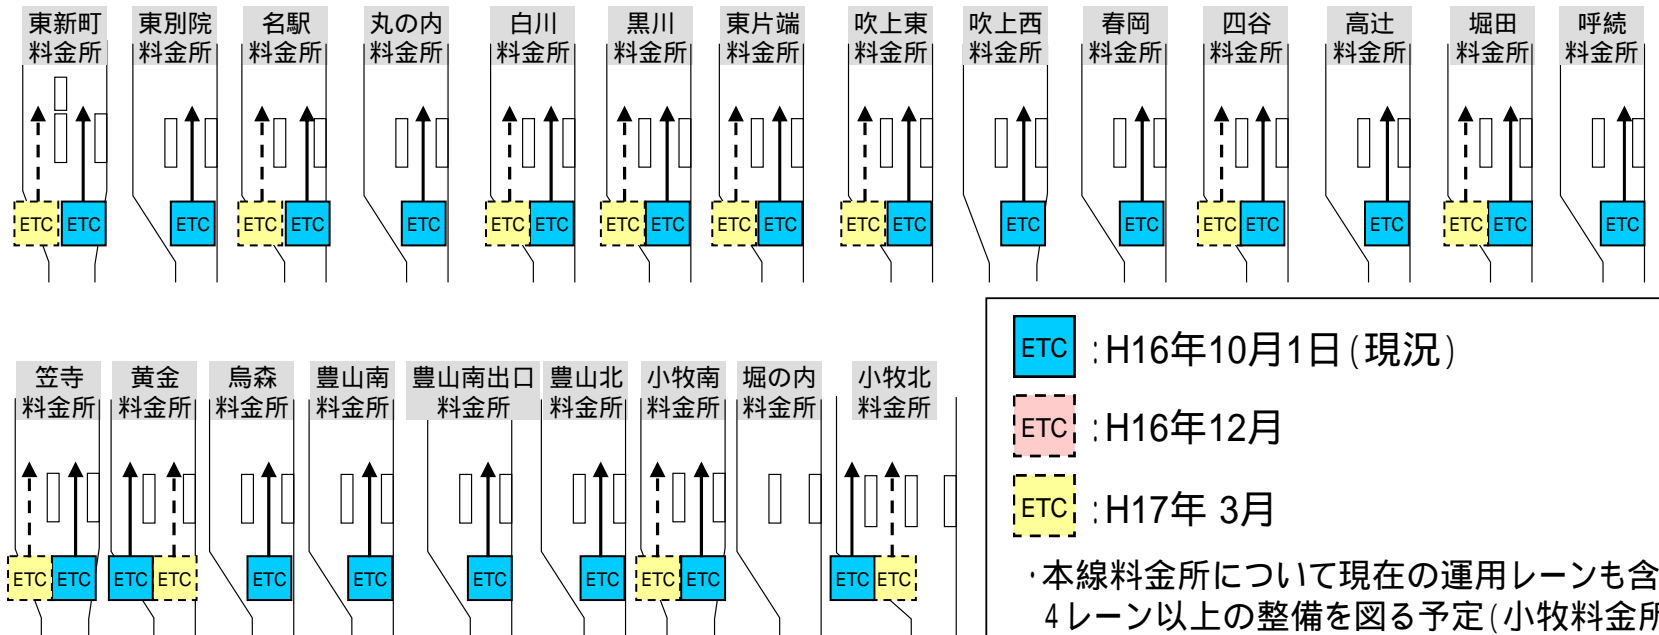 東新町
料金所
東別院
料金所
名駅
料金所
丸の内
料金所
白川
料金所
黒川
料金所
東片端
料金所
吹上東
料金所
吹上西
料金所
春岡
料金所
四谷
料金所
高辻
料金所
堀田
料金所
呼続
料金所
ETC ETC
ETC
ETC ETC
ETC
ETC ETC
ETC ETC
ETC ETC
ETC ETC
ETC
ETC
ETC ETC
ETC
ETC ETC
ETC
笠寺
料金所
黄金
料金所
烏森
料金所
豊山南
料金所
豊山南出口
料金所
豊山北
料金所
小牧南
料金所
堀の内
料金所
小牧北
料金所
ETC ETC
ETC ETC
ETC
ETC
ETC
ETC
ETC ETC
ETC ETC
ETC :H16年10月1日(現況)
ETC :H16年12月
ETC :H17年 3月
・本線料金所について現在の運用レーンも含
4レーン以上の整備を図る予定(小牧料金所